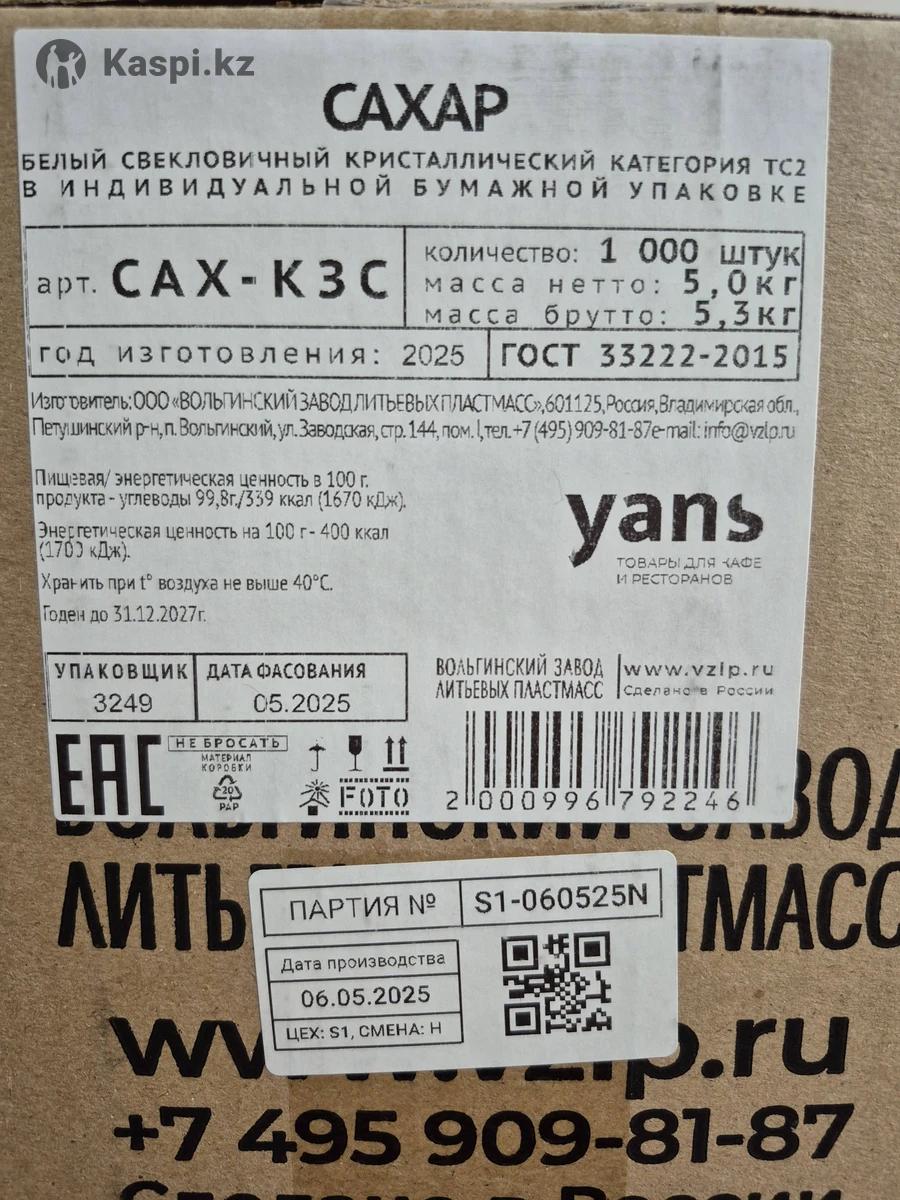 Kaspi.kz
САХАР
БЕЛЫЙ СВЕКЛОВИЧНЫЙ КРИСТАЛЛИЧЕСКИЙ КАТЕГОРИЯ ТС2
В ИНДИВИДУАЛЬНОЙ БУМАЖНОЙ УПАКОВКЕ
арт. САХ-КЗС
количество: 1 000 штук
масса нетто: 5,0кг
масса брутто: 5,3кг
год изготовления: 2025
ГОСТ 33222-2015
Изготовитель: ООО «ВОЛЬГИНСКИЙ ЗАВОД ЛИТЬЕВЫХ ПЛАСТМАСС», 601125, Россия, Владимирская обл.,
Петушинский р-н, п. Вольгинский, ул. Заводская, стр. 144, пом. I, тел. +7 (495) 909-81-87 e-mail: info@vzlp.ru
Пищевая/ энергетическая ценность в 100 г.
продукта - углеводы 99,8г./339 ккал (1670 кДж).
Энергетическая ценность на 100 г - 400 ккал
(1700 кДж).
Хранить при t° воздуха не выше 40°С.
Годен до 31.12.2027г.
yans
ТОВАРЫ ДЛЯ КАФЕ
И РЕСТОРАНОВ
УПАКОВЩИК
3249
ДАТА ФАСОВАНИЯ
05.2025
ВОЛЬГИНСКИЙ ЗАВОД
ЛИТЬЕВЫХ ПЛАСТМАСС
www.vzlp.ru
Сделано в России
EAC
НЕ БРОСАТЬ
МАТЕРИАЛ
КОРОБКИ
20
PAP
FOTO
2 000996 792246
ВОЛЬГИНСКИЙ ЗАВОД
ЛИТЬ ТМАСС
ПАРТИЯ №
S1-060525N
Дата производства
06.05.2025
ЦЕХ: S1, СМЕНА: Н
www.vzlp.ru
+7 495 909-81-87
Сделано в России